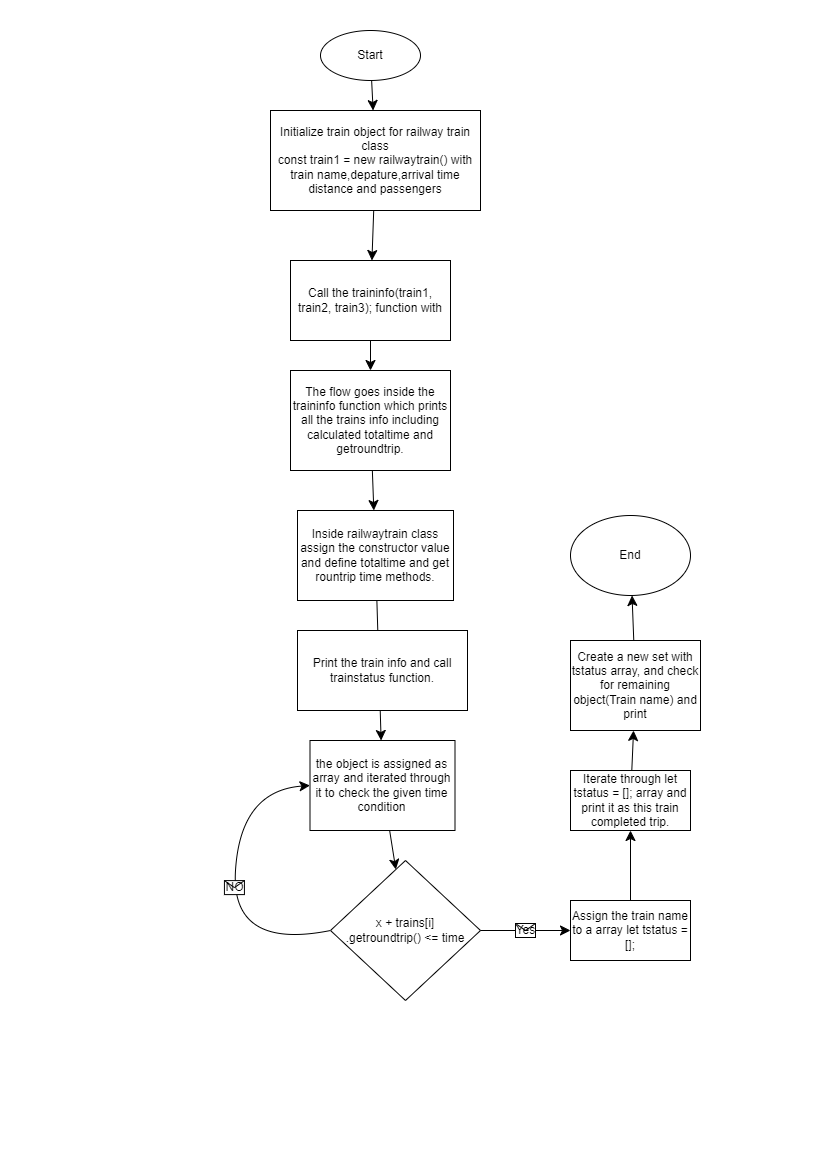 Start
Initialize train object for railway train
class
const train1 = new railwaytrain() with
train name,depature,arrival time
distance and passengers
Call the traininfo(train1,
train2, train3); function with
The flow goes inside the
traininfo function which prints
all the trains info including
calculated totaltime and
getroundtrip.
Inside railwaytrain class
assign the constructor value
and define totaltime and get
rountrip time methods.
Print the train info and call
trainstatus function.
the object is assigned as
array and iterated through
it to check the given time
condition
NO
x + trains[i]
.getroundtrip() <= time
Yes
Assign the train name
to a array let tstatus =
[];
Iterate through let
tstatus = []; array and
print it as this train
completed trip.
Create a new set with
tstatus array, and check
for remaining
object(Train name) and
print
End